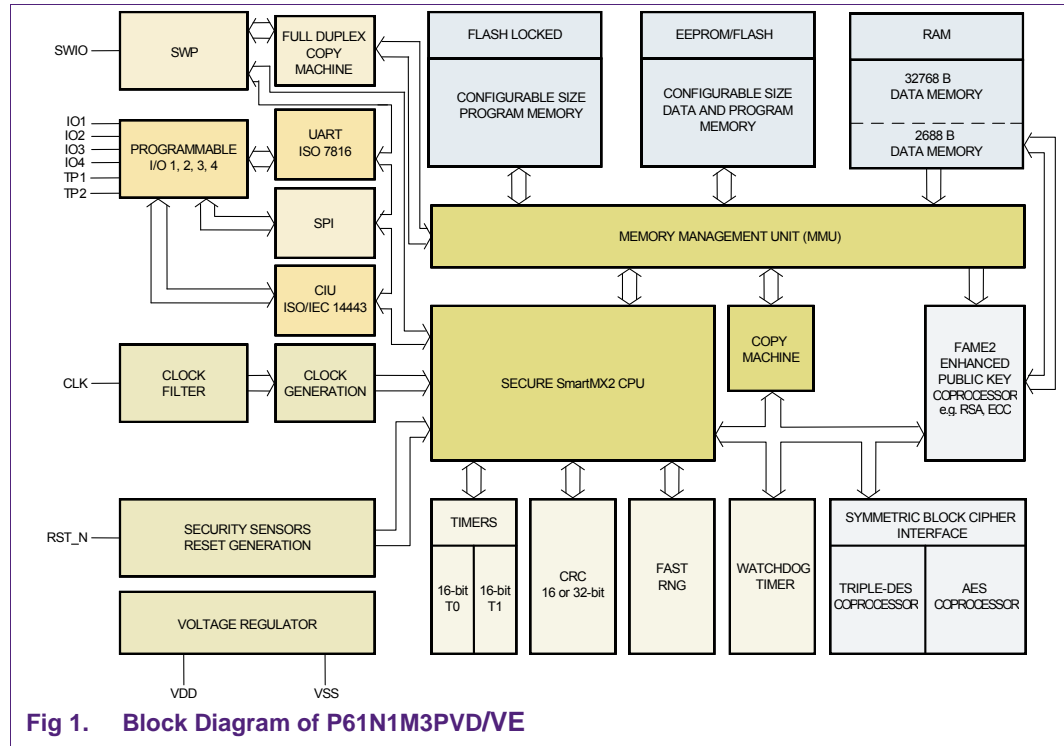 SWIO
SWP
FULL DUPLEX
COPY
MACHINE
FLASH LOCKED
CONFIGURABLE SIZE
PROGRAM MEMORY
EEPROM/FLASH
CONFIGURABLE SIZE
DATA AND PROGRAM
MEMORY
RAM
32768 B
DATA MEMORY
2688 B
DATA MEMORY
IO1
IO2
IO3
IO4
TP1
TP2
PROGRAMMABLE
I/O 1, 2, 3, 4
UART
ISO 7816
SPI
CIU
ISO/IEC 14443
MEMORY MANAGEMENT UNIT (MMU)
CLK
CLOCK
FILTER
CLOCK
GENERATION
SECURE SmartMX2 CPU
COPY
MACHINE
FAME2
ENHANCED
PUBLIC KEY
COPROCESSOR
e.g. RSA, ECC
RST_N
SECURITY SENSORS
RESET GENERATION
TIMERS
16-bit
T0
16-bit
T1
CRC
16 or 32-bit
FAST
RNG
WATCHDOG
TIMER
SYMMETRIC BLOCK CIPHER
INTERFACE
TRIPLE-DES
COPROCESSOR
AES
COPROCESSOR
VOLTAGE REGULATOR
VDD
VSS
Fig 1. Block Diagram of P61N1M3PVD/VE